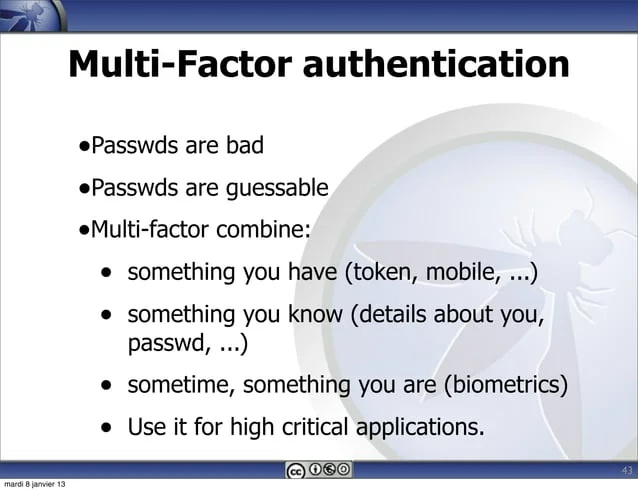 Multi-Factor authentication
•Passwds are bad
•Passwds are guessable
•Multi-factor combine:
• something you have (token, mobile, ...)
• something you know (details about you,
passwd, ...)
• sometime, something you are (biometrics)
• Use it for high critical applications.
43
cc
mardi 8 janvier 13